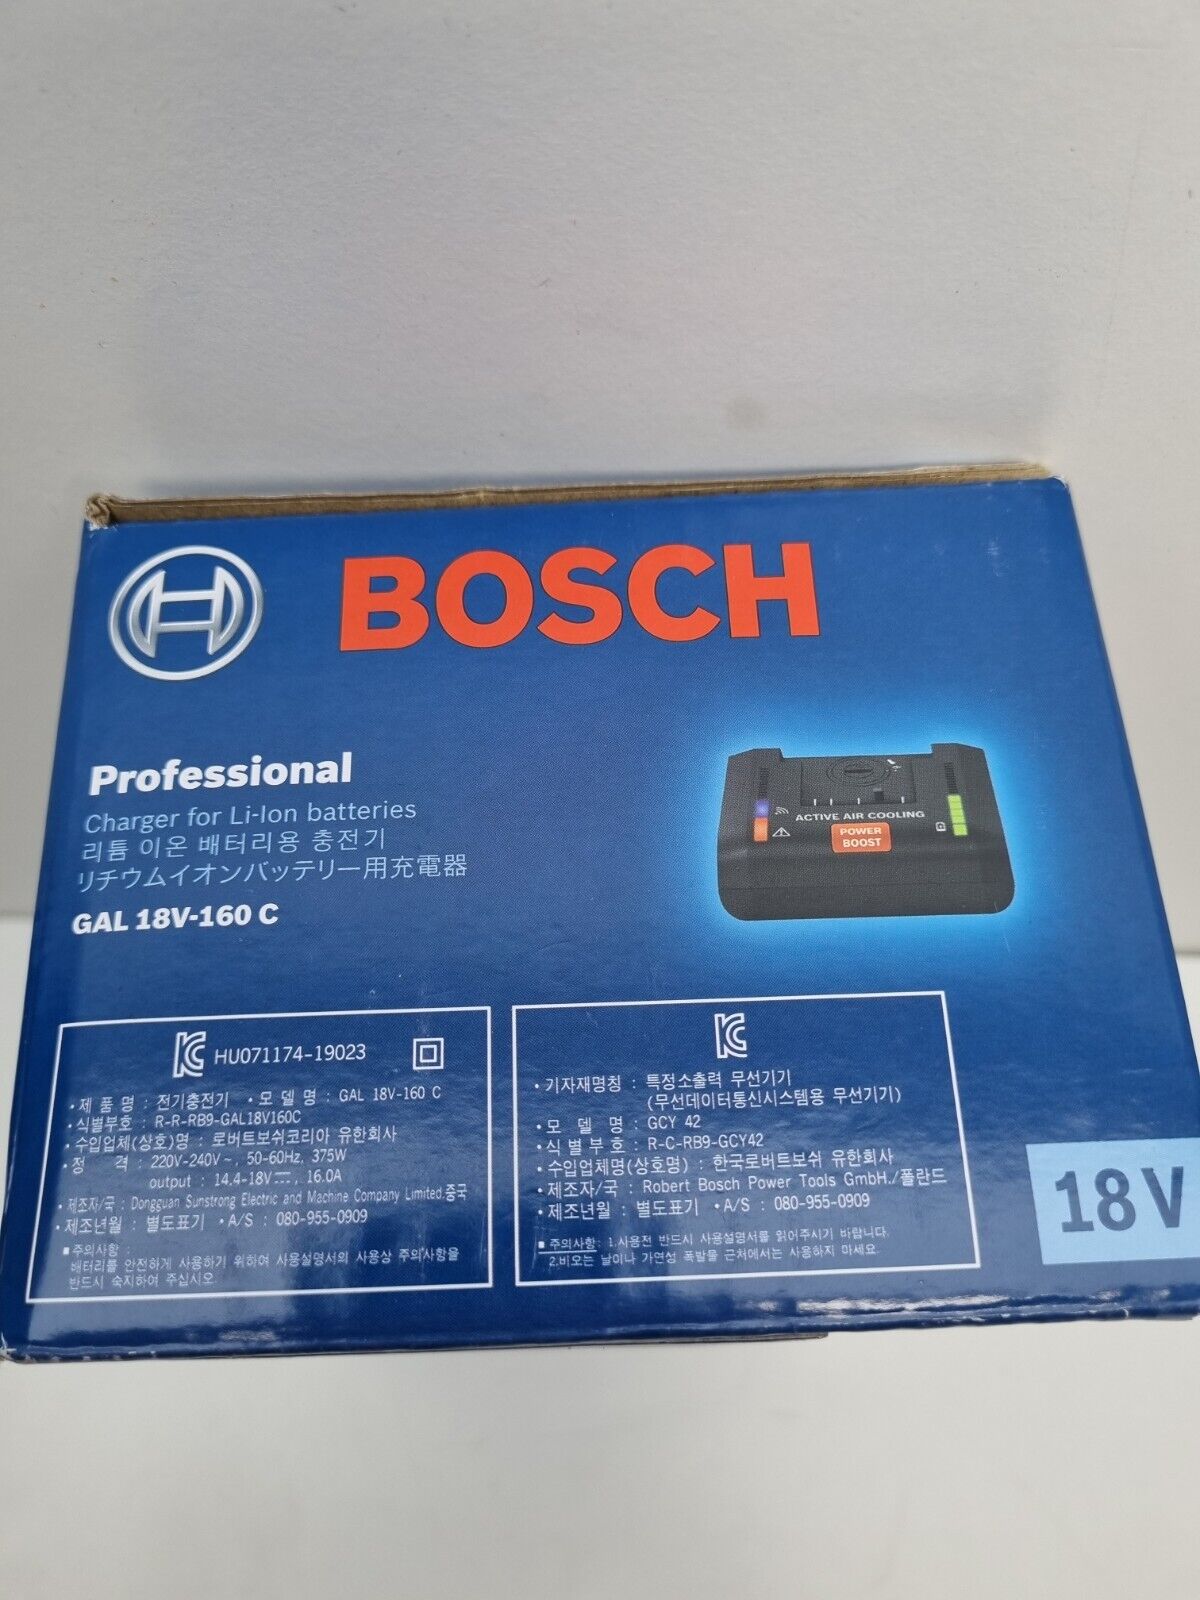 BOSCH
Professional
Charger for Li-Ion batteries
리튬 이온 배터리용 충전기
リチウムイオンバッテリー用充電器
GAL 18V-160 C
ACTIVE AIR COOLING
POWER
BOOST
HU071174-19023
• 제 품 명 : 전기충전기 • 모 델 명 : GAL 18V-160 C
• 식별부호 : R-R-RB9-GAL18V160C
• 수입업체(상호)명 : 로버트보쉬코리아 유한회사
• 정 격 : 220V-240V~, 50-60Hz, 375W
output : 14.4-18V⎓, 16.0A
• 제조자/국 : Dongguan Sunstrong Electric and Machine Company Limited.중국
• 제조년월 : 별도표기 • A/S : 080-955-0909
■ 주의사항 :
배터리를 안전하게 사용하기 위하여 사용설명서의 사용상 주의사항을
반드시 숙지하여 주십시오.
• 기자재명칭 : 특정소출력 무선기기
(무선데이터통신시스템용 무선기기)
• 모 델 명 : GCY 42
• 식 별 부 호 : R-C-RB9-GCY42
• 수입업체명(상호명) : 한국로버트보쉬 유한회사
• 제조자/국 : Robert Bosch Power Tools GmbH./폴란드
• 제조년월 : 별도표기 • A/S : 080-955-0909
■ 주의사항 : 1.사용전 반드시 사용설명서를 읽어주시기 바랍니다.
2.비오는 날이나 가연성 폭발물 근처에서는 사용하지 마세요.
18V